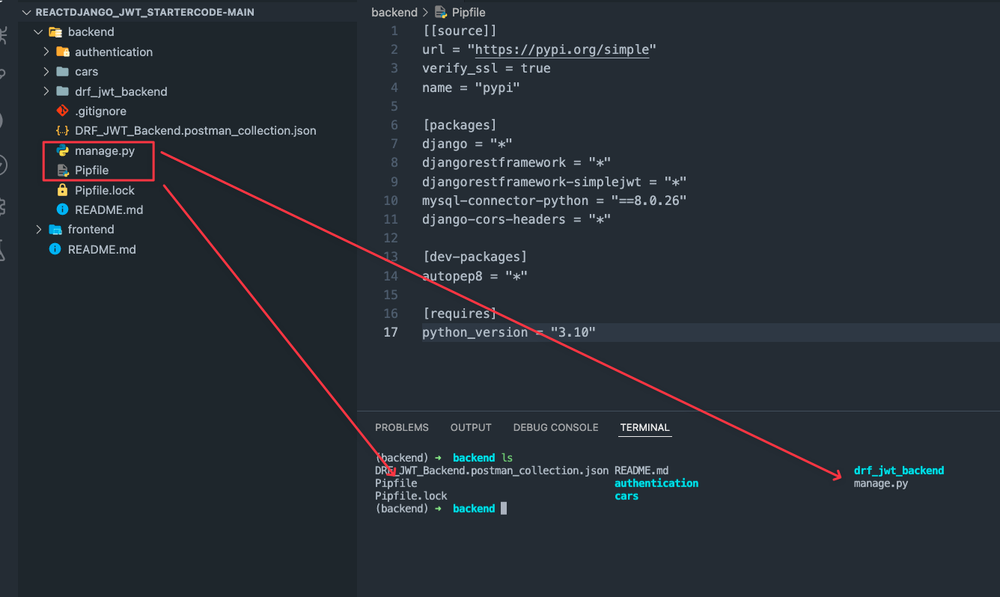 REACTDJANGO_JWT_STARTERCODE-MAIN
backend
authentication
cars
drf_jwt_backend
.gitignore
DRF_JWT_Backend.postman_collection.json
manage.py
Pipfile
Pipfile.lock
README.md
frontend
README.md
backend > Pipfile
1 [[source]]
2 url = "https://pypi.org/simple"
3 verify_ssl = true
4 name = "pypi"
5
6 [packages]
7 django = "*"
8 djangorestframework = "*"
9 djangorestframework-simplejwt = "*"
10 mysql-connector-python = "==8.0.26"
11 django-cors-headers = "*"
12
13 [dev-packages]
14 autopep8 = "*"
15
16 [requires]
17 python_version = "3.10"
PROBLEMS OUTPUT DEBUG CONSOLE TERMINAL
(backend) → backend ls
DRF_JWT_Backend.postman_collection.json README.md drf_jwt_backend
Pipfile authentication manage.py
Pipfile.lock cars
(backend) → backend